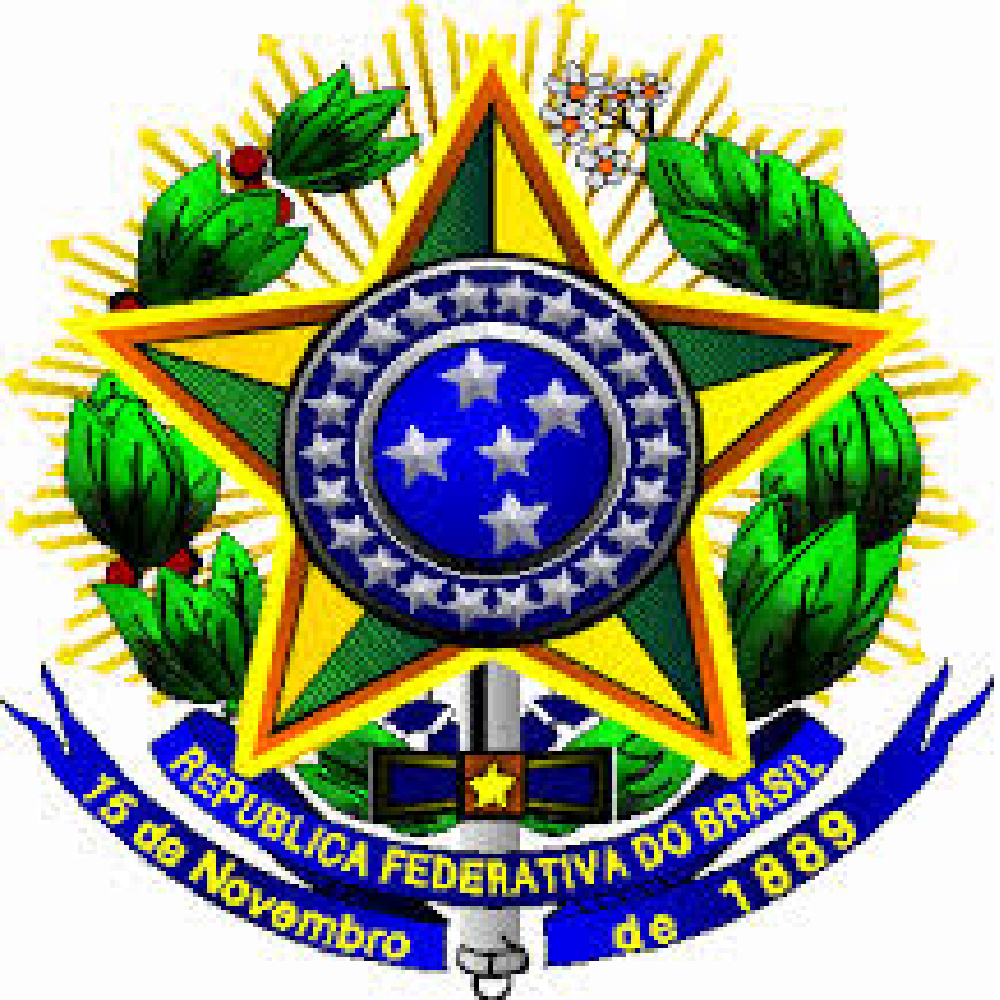 REPUBLICA FEDERATIVA DO BRASIL
15 de Novembro de 1889